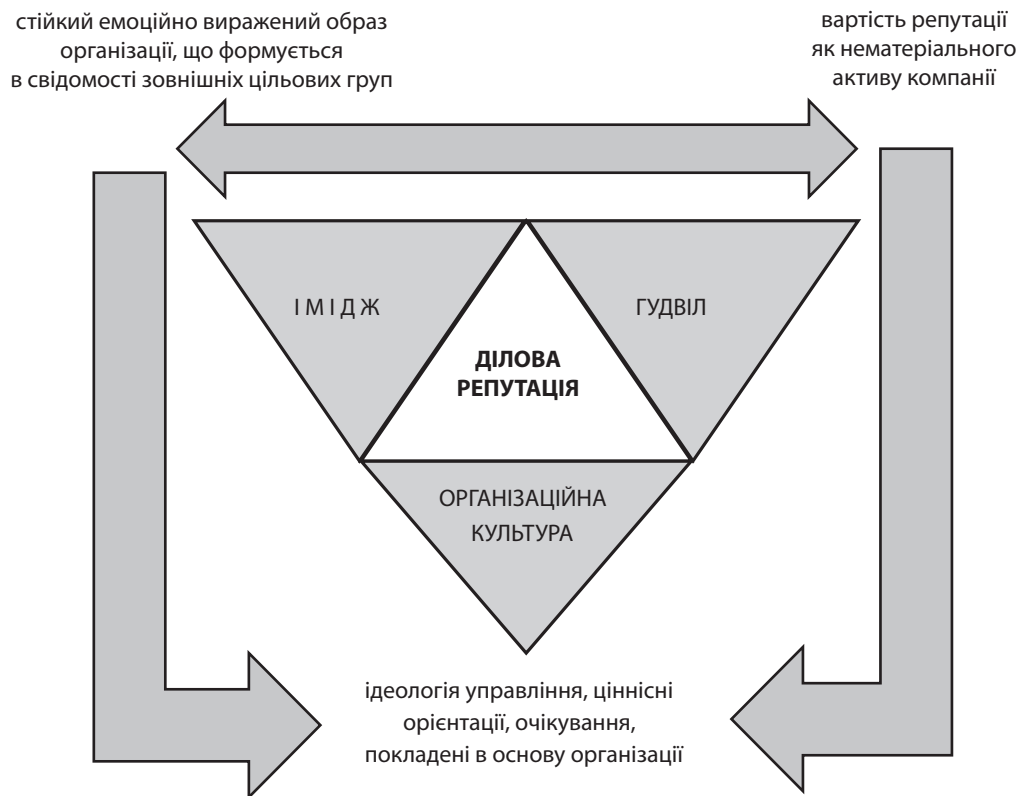 стійкий емоційно виражений образ
організації, що формується
в свідомості зовнішніх цільових груп
вартість репутації
як нематеріального
активу компанії
І М І Д Ж
ГУДВІЛ
ДІЛОВА
РЕПУТАЦІЯ
ОРГАНІЗАЦІЙНА
КУЛЬТУРА
ідеологія управління, ціннісні
орієнтації, очікування,
покладені в основу організації